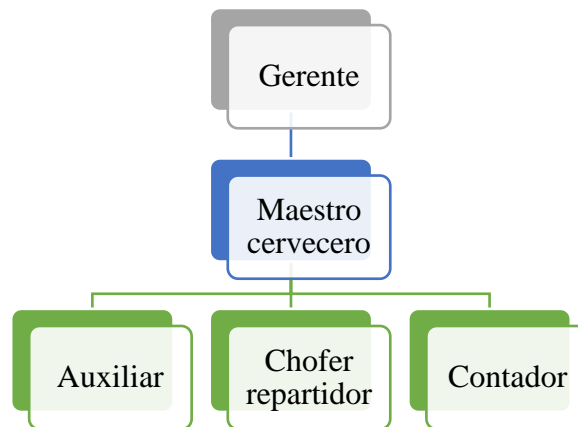 Gerente
Maestro
cervecero
Auxiliar
Chofer
repartidor
Contador